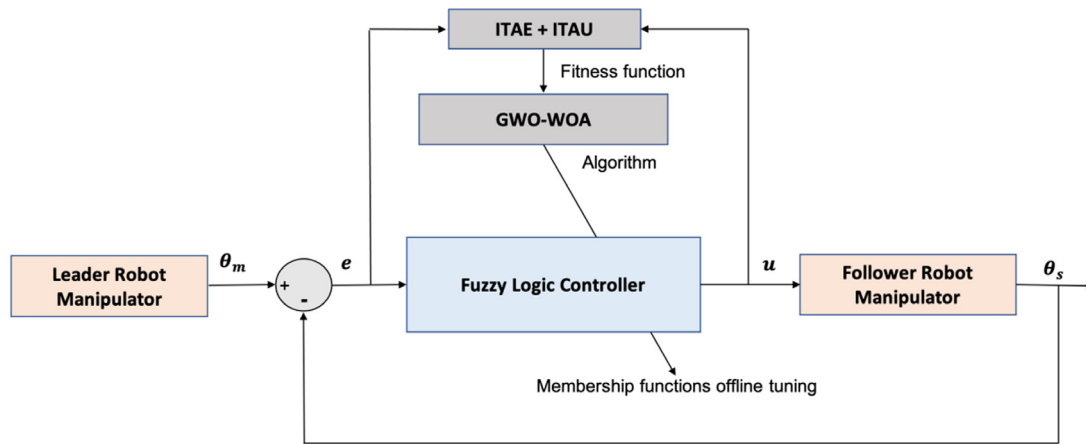 ITAE + ITAU
Fitness function
GWO-WOA
Algorithm
θm
e
Leader Robot
Manipulator
+
-
Fuzzy Logic Controller
u
Follower Robot
Manipulator
θs
Membership functions offline tuning